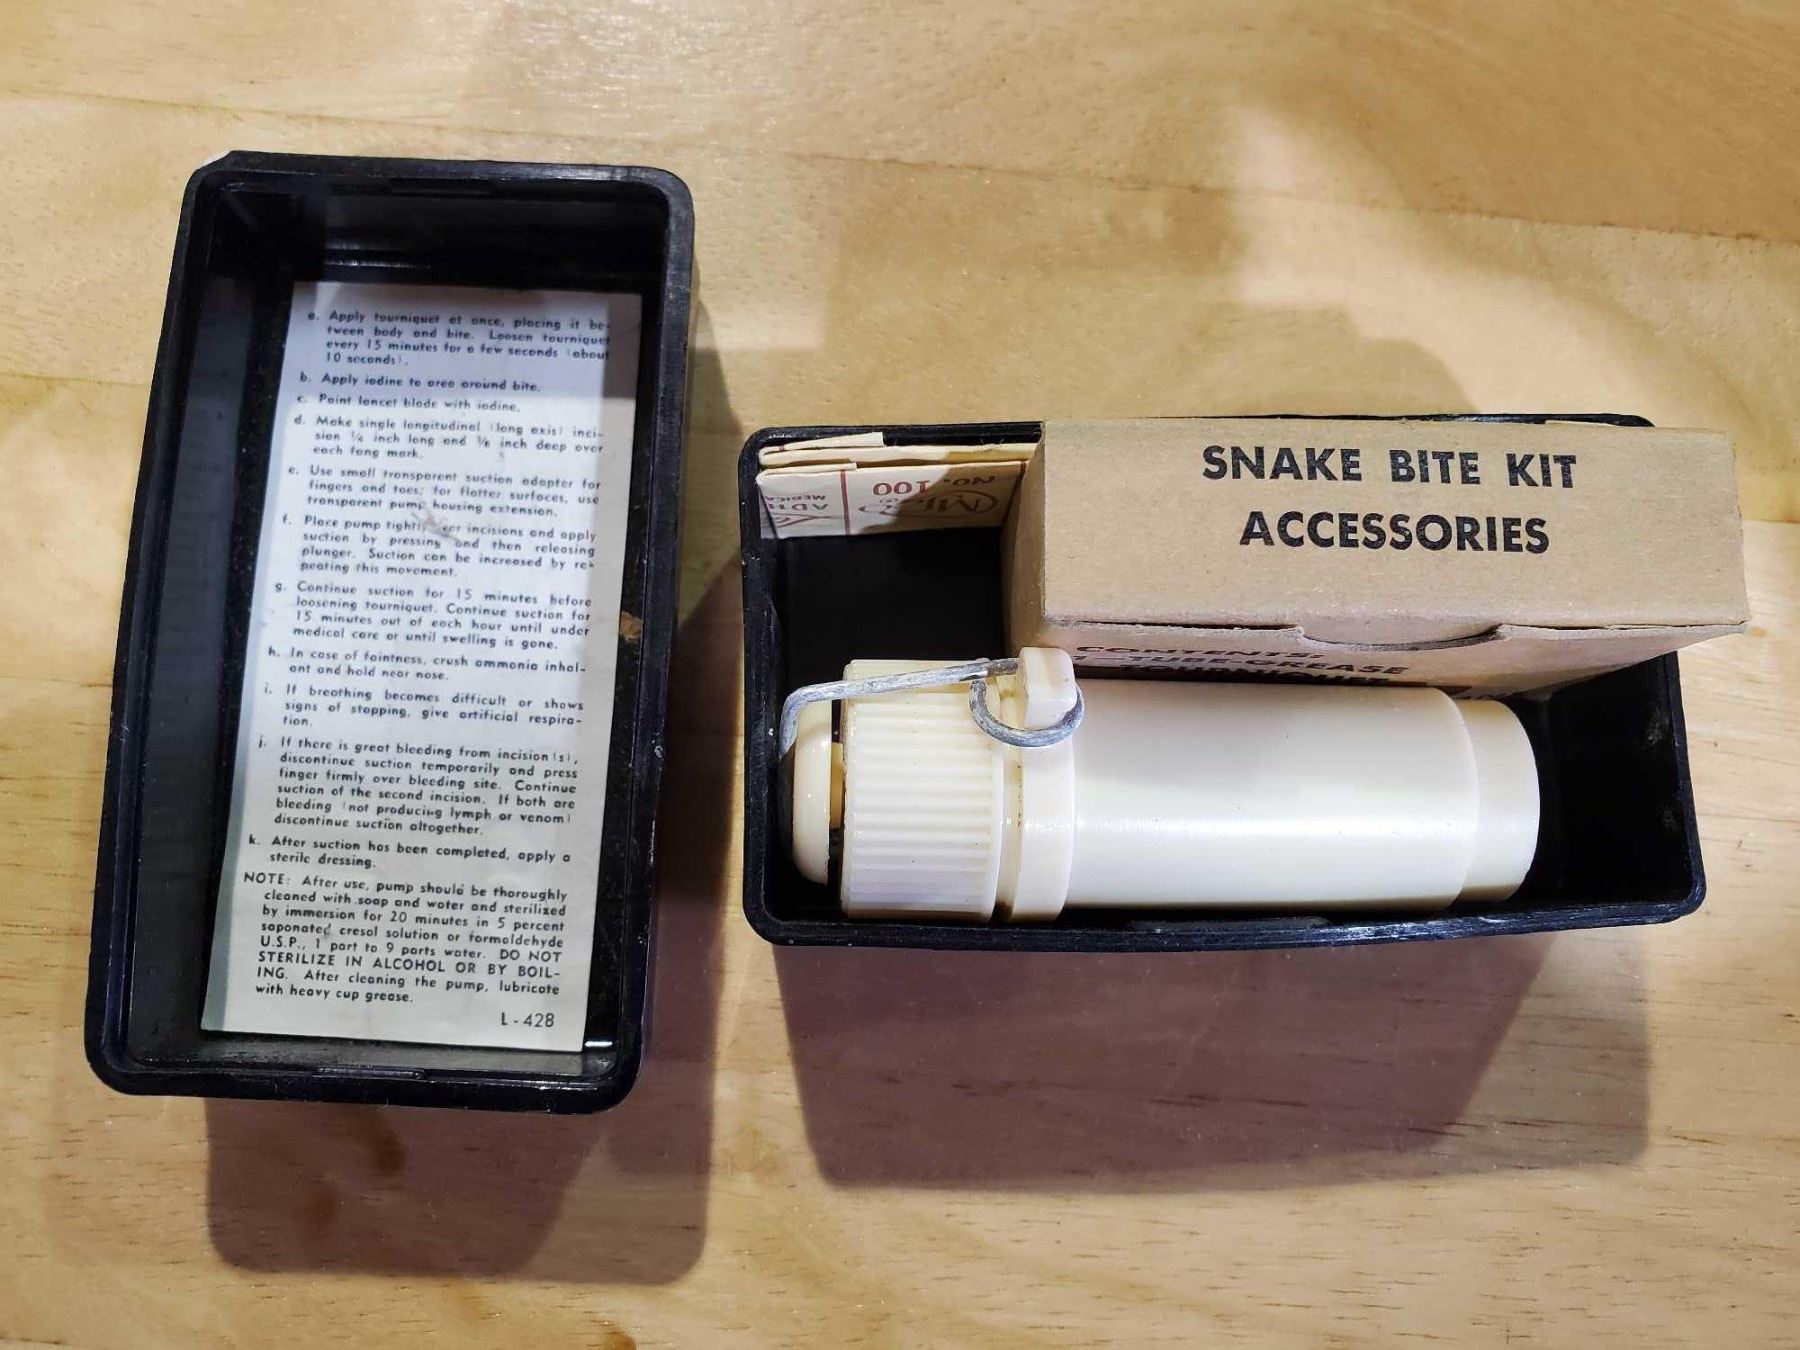 a. Apply tourniquet at once, placing it be-
tween body and bite. Loosen tourniquet
every 15 minutes for a few seconds (about
10 seconds).
b. Apply iodine to area around bite.
c. Paint lancet blade with iodine.
d. Make single longitudinal (long axis) inci-
sion ¼ inch long and ⅛ inch deep over
each fang mark.
e. Use small transparent suction adapter for
fingers and toes; for flatter surfaces, use
transparent pump housing extension.
f. Place pump tightly over incisions and apply
suction by pressing and then releasing
plunger. Suction can be increased by re-
peating this movement.
g. Continue suction for 15 minutes before
loosening tourniquet. Continue suction for
15 minutes out of each hour until under
medical care or until swelling is gone.
h. In case of faintness, crush ammonia inhal-
ant and hold near nose.
i. If breathing becomes difficult or shows
signs of stopping, give artificial respira-
tion.
j. If there is great bleeding from incision(s),
discontinue suction temporarily and press
finger firmly over bleeding site. Continue
suction of the second incision. If both are
bleeding (not producing lymph or venom)
discontinue suction altogether.
k. After suction has been completed, apply a
sterile dressing.
NOTE: After use, pump should be thoroughly
cleaned with soap and water and sterilized
by immersion for 20 minutes in 5 percent
saponated cresol solution or formaldehyde
U.S.P., 1 part to 9 parts water. DO NOT
STERILIZE IN ALCOHOL OR BY BOIL-
ING. After cleaning the pump, lubricate
with heavy cup grease.
L-428
SNAKE BITE KIT
ACCESSORIES
CONTENTS:
TUBE-GREASE
TOURNIQUET
NO. 100
ADH
MEDICA